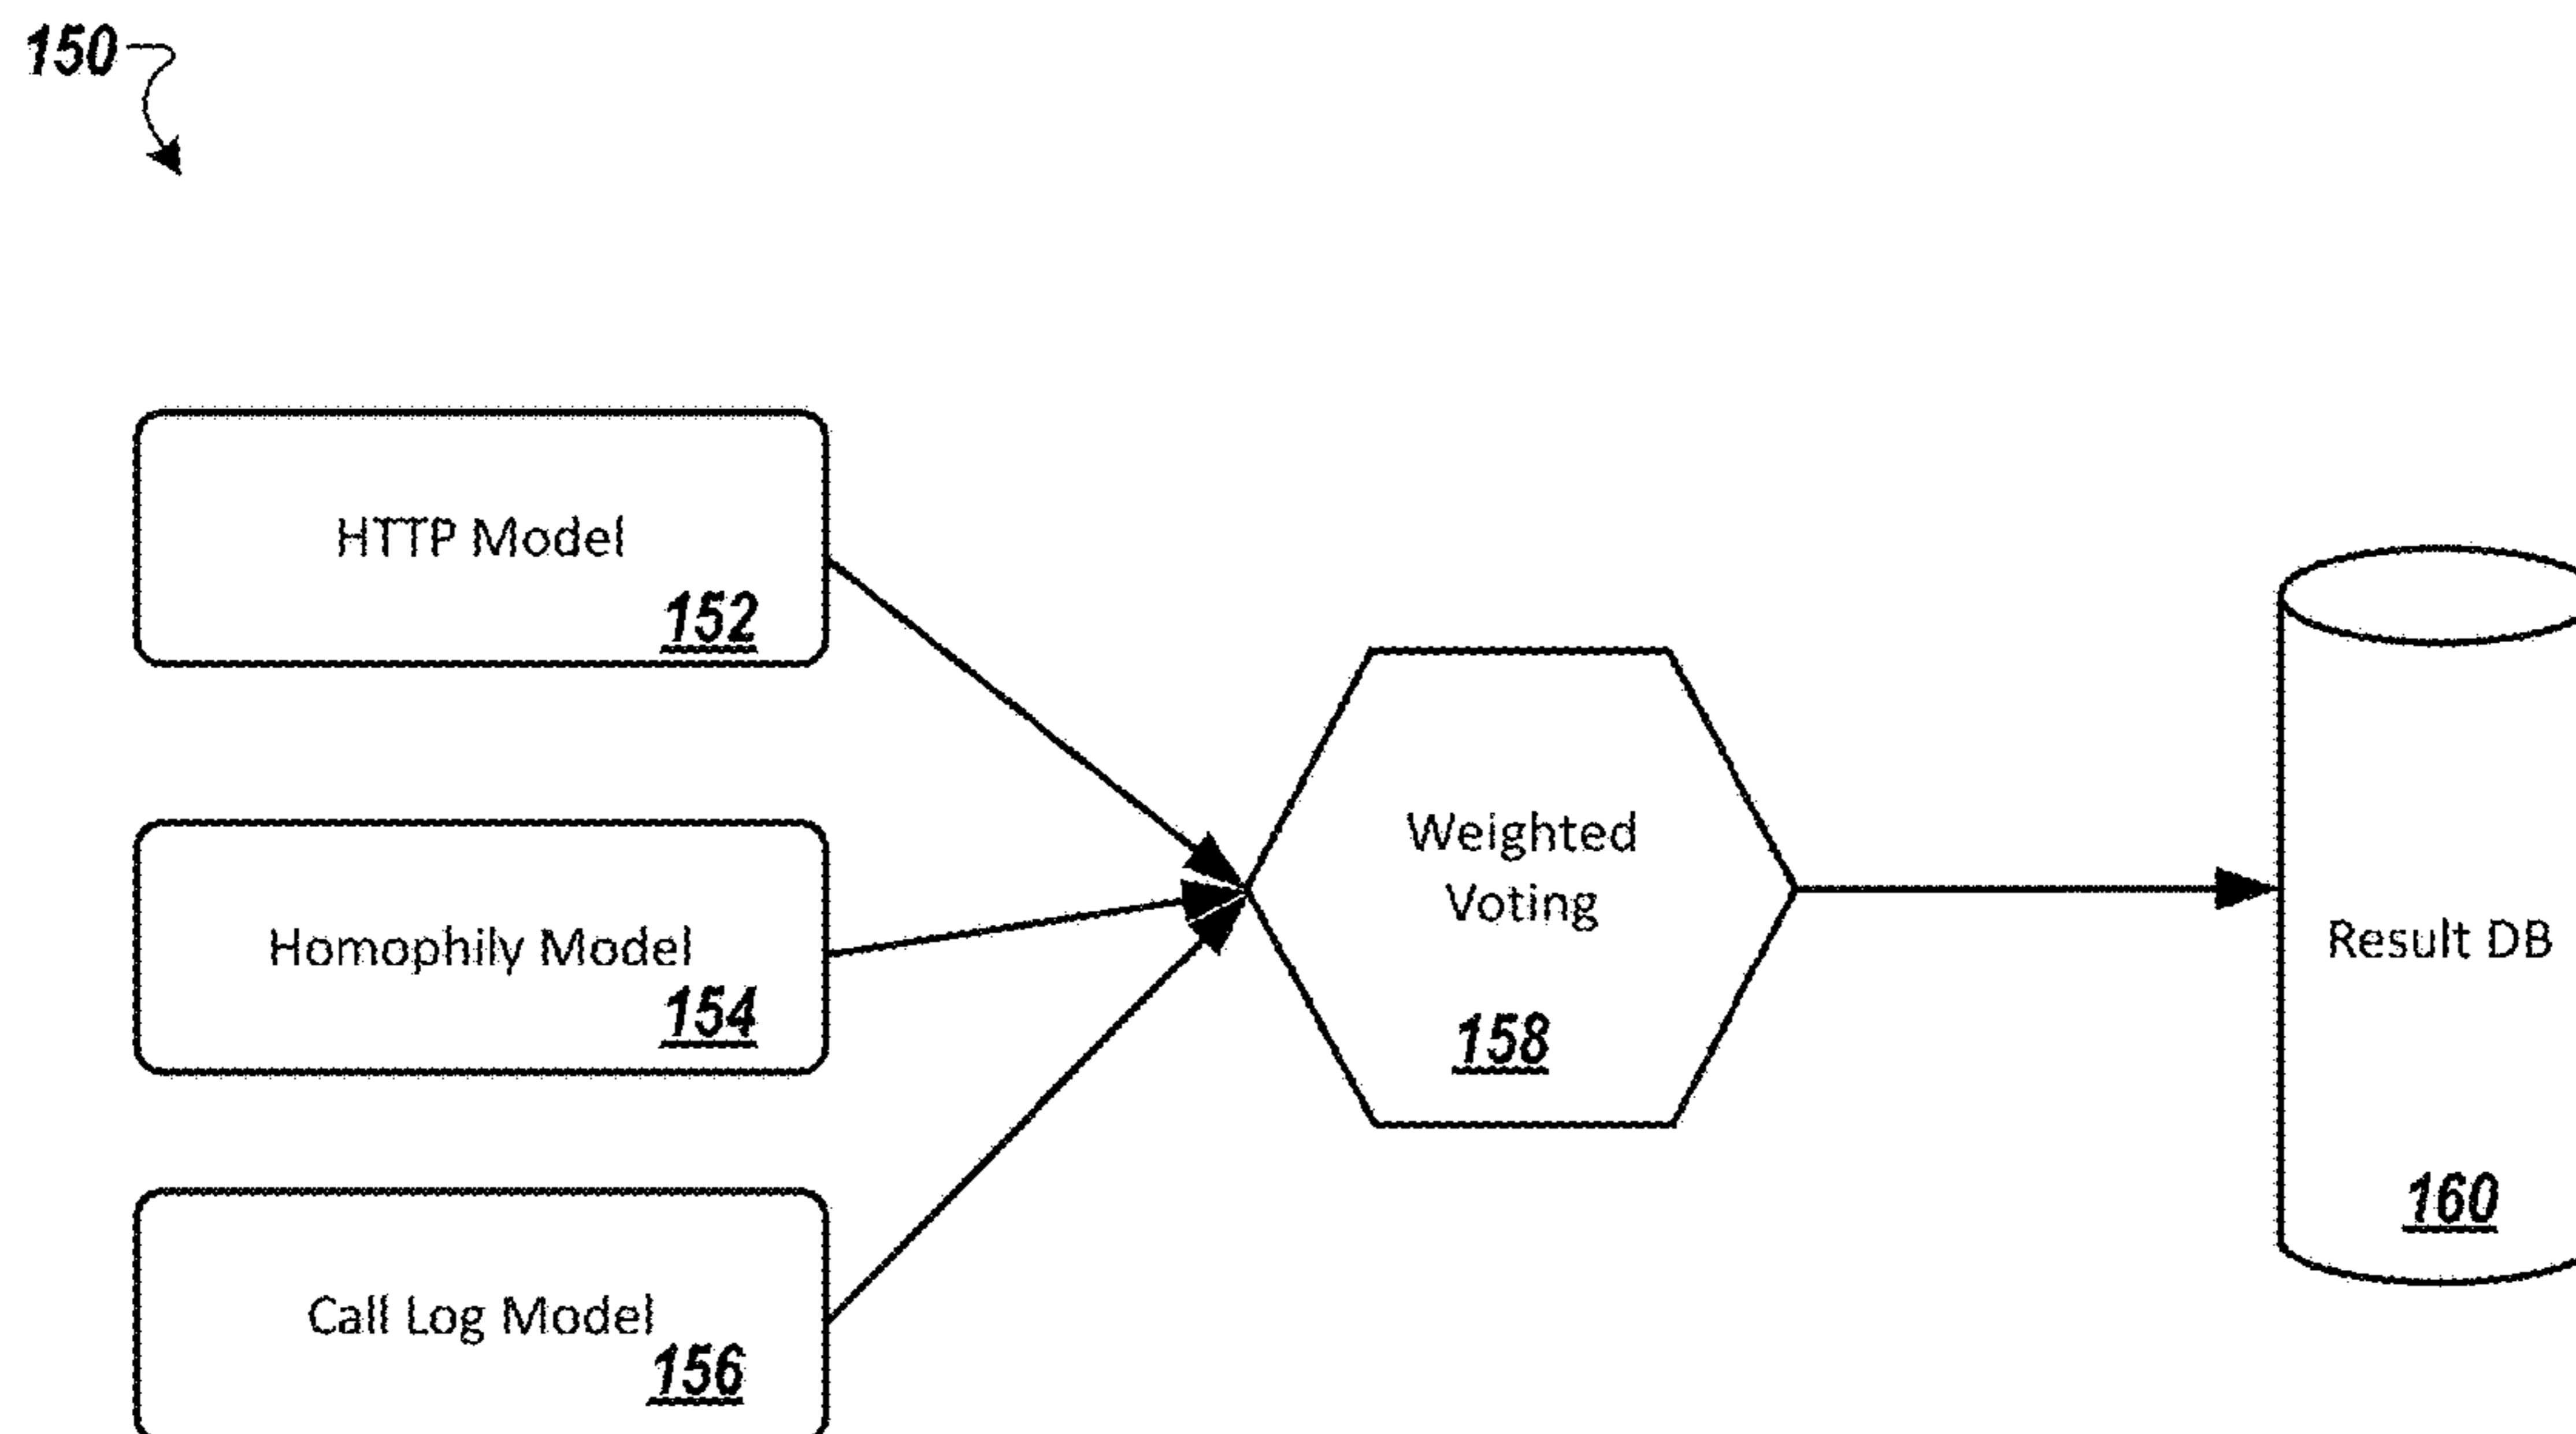 150
HTTP Model
152
Homophily Model
154
Call Log Model
156
Weighted
Voting
158
Result DB
160